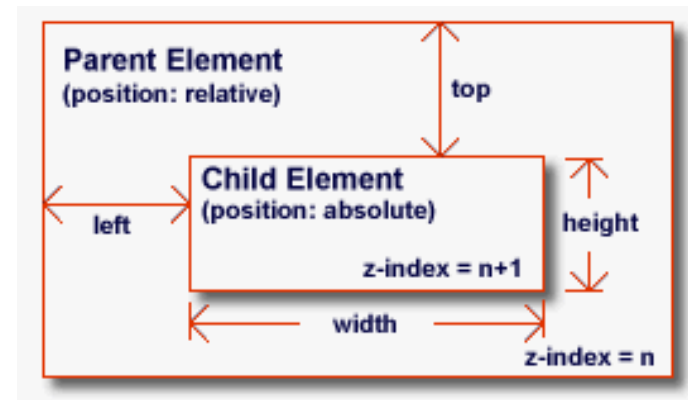 Parent Element
(position: relative)
top
Child Element
(position: absolute)
left
height
z-index = n+1
width
z-index = n